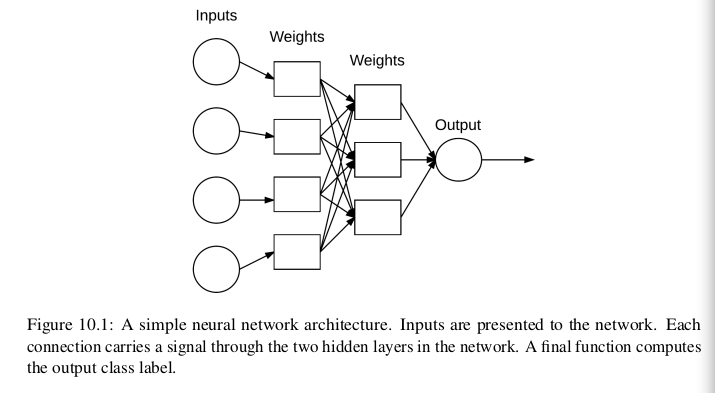 Inputs
Weights
Weights
Output
Figure 10.1: A simple neural network architecture. Inputs are presented to the network. Each
connection carries a signal through the two hidden layers in the network. A final function computes
the output class label.